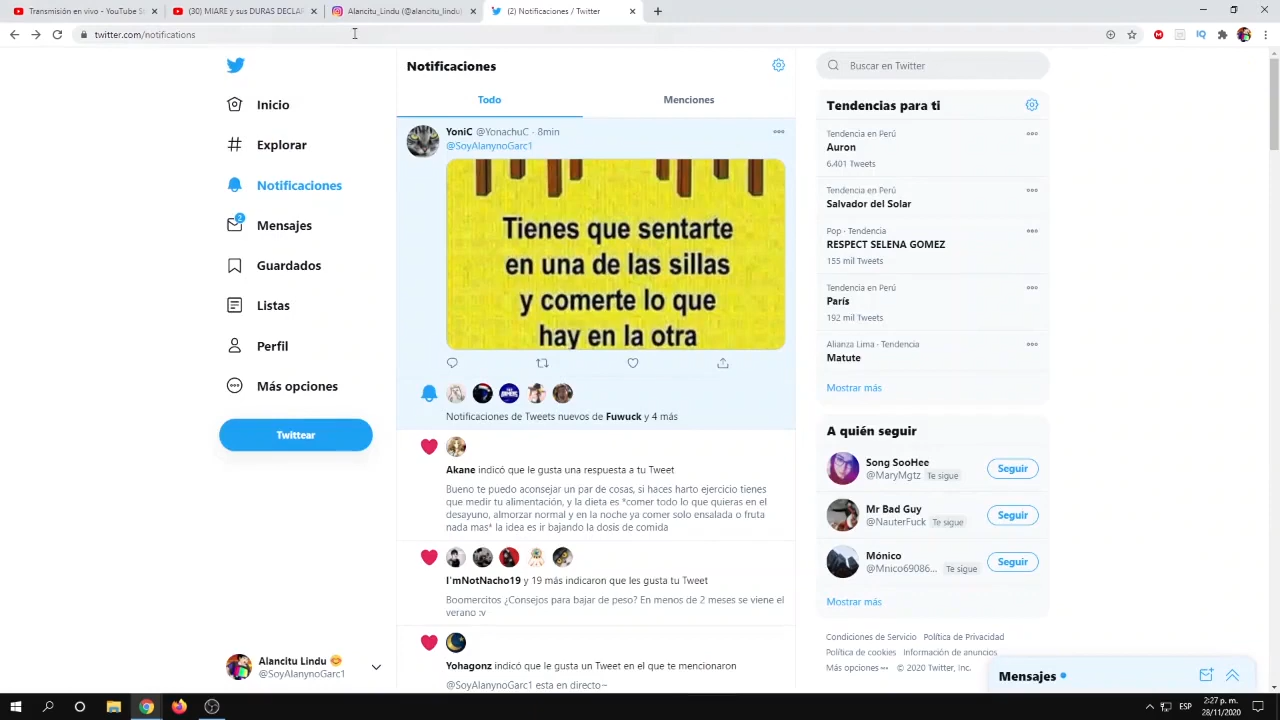 Transmisión en vivo - YouTube St
(30) MIARE y sus DURAS DECLAR
Alancitu_Lindu (@alancitu_lindu)
(2) Notificaciones / Twitter
twitter.com/notifications
IQ
Inicio
Explorar
Notificaciones
2
Mensajes
Guardados
Listas
Perfil
Más opciones
Twittear
Alancitu Lindu
@SoyAlanynoGarc1
Notificaciones
Todo
Menciones
YoniC @YonachuC · 8min
@SoyAlanynoGarc1
Tienes que sentarte
en una de las sillas
y comerte lo que
hay en la otra
Notificaciones de Tweets nuevos de Fuwuck y 4 más
Akane indicó que le gusta una respuesta a tu Tweet
Bueno te puedo aconsejar un par de cosas, si haces harto ejercicio tienes
que medir tu alimentación, y la dieta es *comer todo lo que quieras en el
desayuno, almorzar normal y en la noche ya comer solo ensalada o fruta
nada mas* la idea es ir bajando la dosis de comida
I'mNotNacho19 y 19 más indicaron que les gusta tu Tweet
Boomercitos ¿Consejos para bajar de peso? En menos de 2 meses se viene el
verano :v
Yohagonz indicó que le gusta un Tweet en el que te mencionaron
@SoyAlanynoGarc1 esta en directo~
Buscar en Twitter
Tendencias para ti
Tendencia en Perú
Auron
6.401 Tweets
Tendencia en Perú
Salvador del Solar
Pop · Tendencia
RESPECT SELENA GOMEZ
155 mil Tweets
Tendencia en Perú
París
192 mil Tweets
Alianza Lima · Tendencia
Matute
Mostrar más
A quién seguir
Song SooHee
@MaryMgtz Te sigue
Seguir
Mr Bad Guy
@NauterFuck Te sigue
Seguir
Mónico
@Mnico69086... Te sigue
Seguir
Mostrar más
Condiciones de Servicio Política de Privacidad
Política de cookies Información de anuncios
Más opciones © 2020 Twitter, Inc.
Mensajes
ESP
2:27 p. m.
28/11/2020